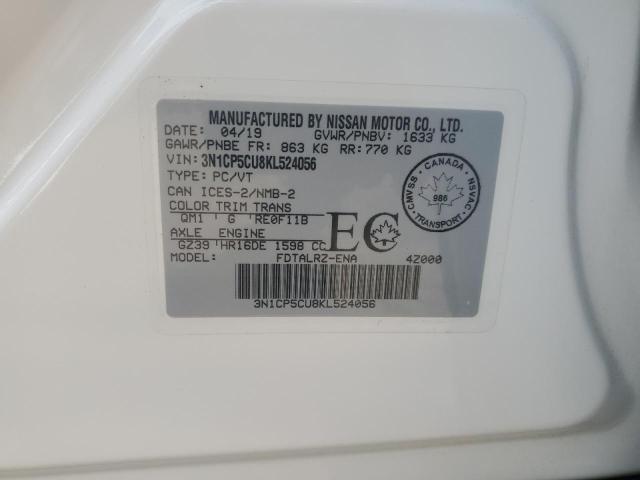 MANUFACTURED BY NISSAN MOTOR CO., LTD.
DATE: 04/19 GVWR/PNBV: 1633 KG
GAWR/PNBE FR: 863 KG RR: 770 KG
VIN: 3N1CP5CU8KL524056
TYPE: PC/VT
CAN ICES-2/NMB-2
COLOR TRIM TRANS
QM1 G RE0F11B
AXLE ENGINE
GZ39 HR16DE 1598 CC
EC
MODEL: FDTALRZ-ENA 4Z000
3N1CP5CU8KL524056
CANADA
CMVSS
NSVAC
TRANSPORT
986